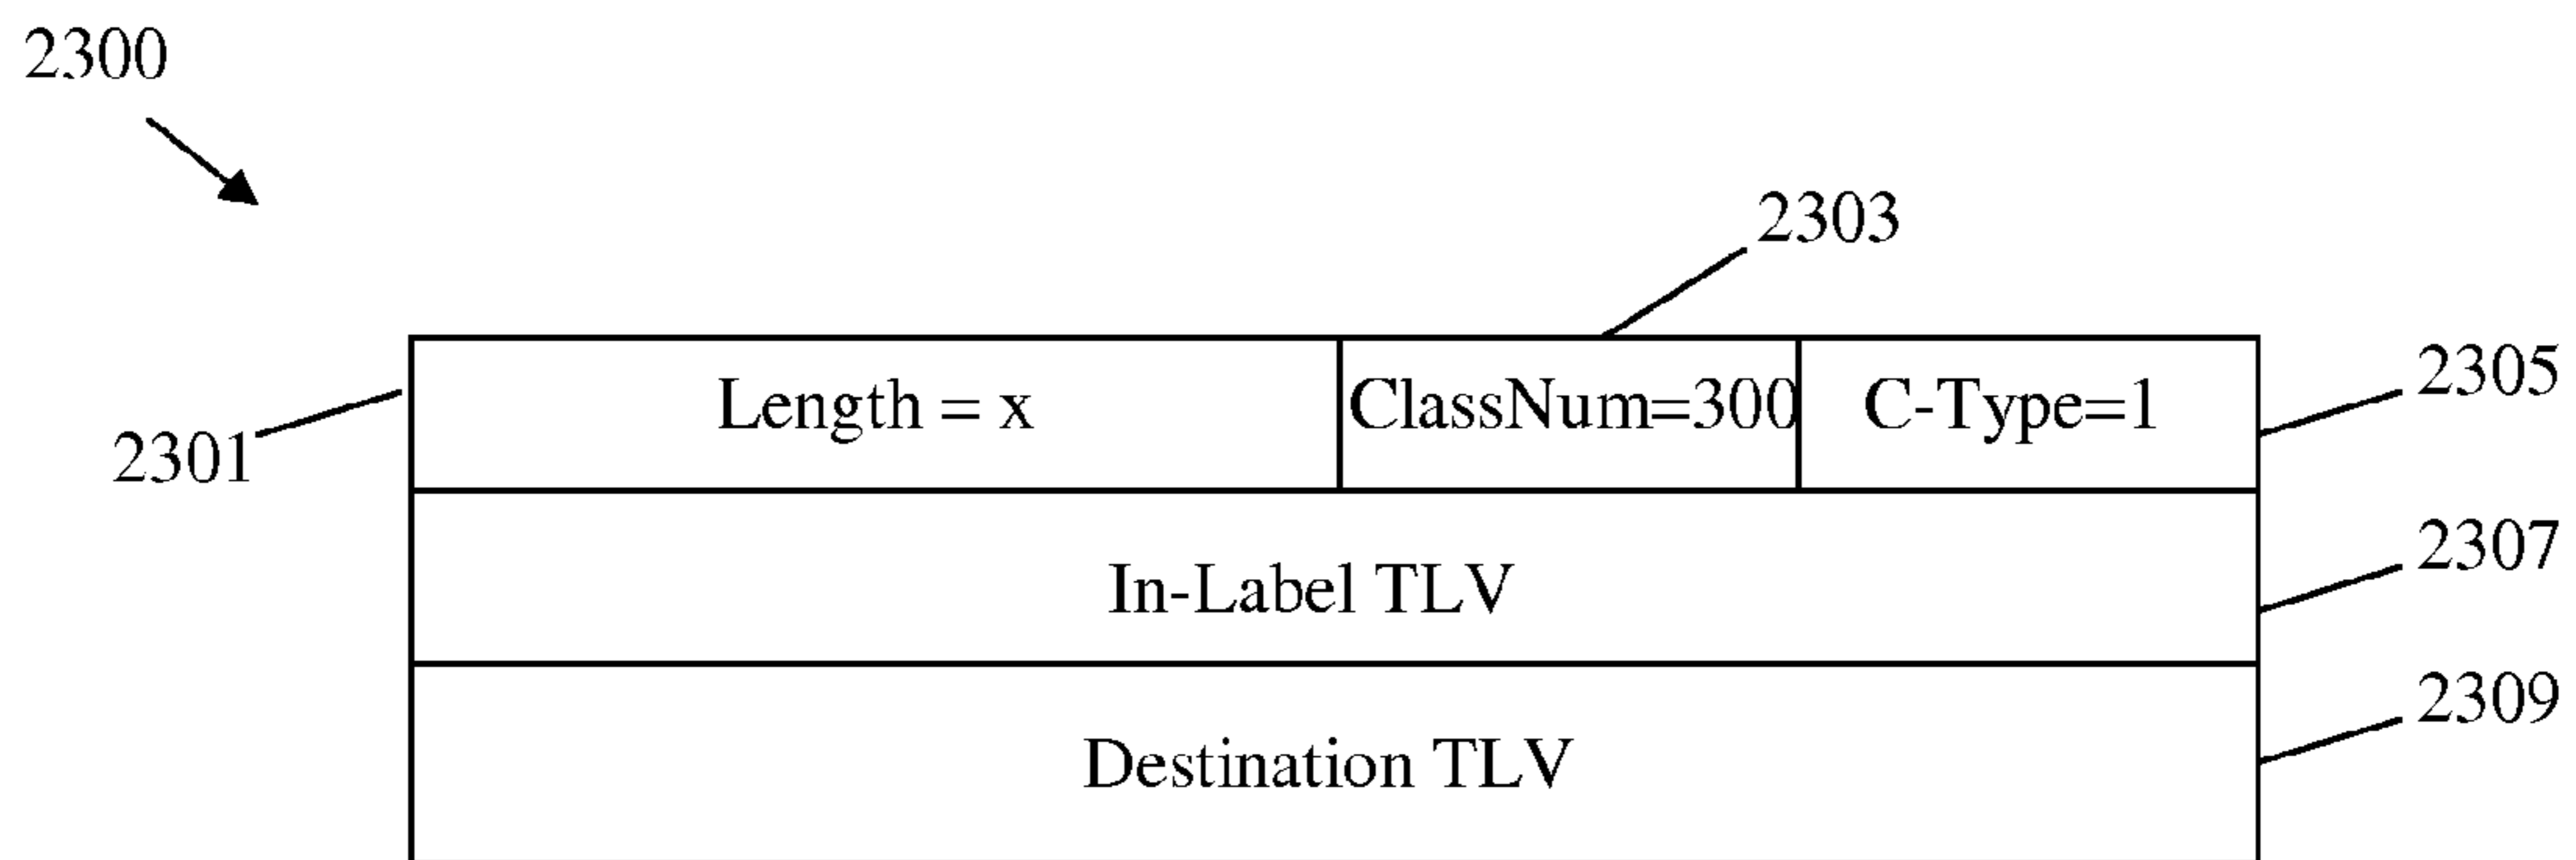 2300
2303
Length = x ClassNum=300 C-Type=1
2305
2301
In-Label TLV
2307
Destination TLV
2309